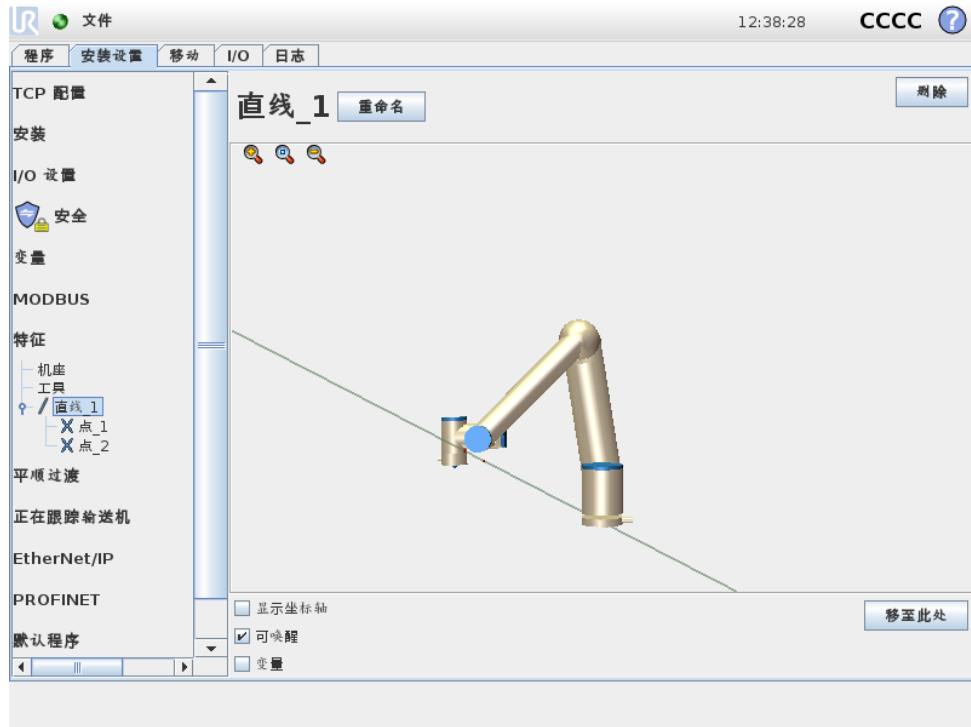 UR 文件 12:38:28 CCCC ?
程序 安装设置 移动 I/O 日志
TCP 配置
安装
I/O 设置
安全
变量
MODBUS
特征
机座
工具
直线_1
点_1
点_2
平顺过渡
正在跟踪输送机
EtherNet/IP
PROFINET
默认程序
直线_1 重命名 删除
显示坐标轴
可唤醒
变量
移至此处